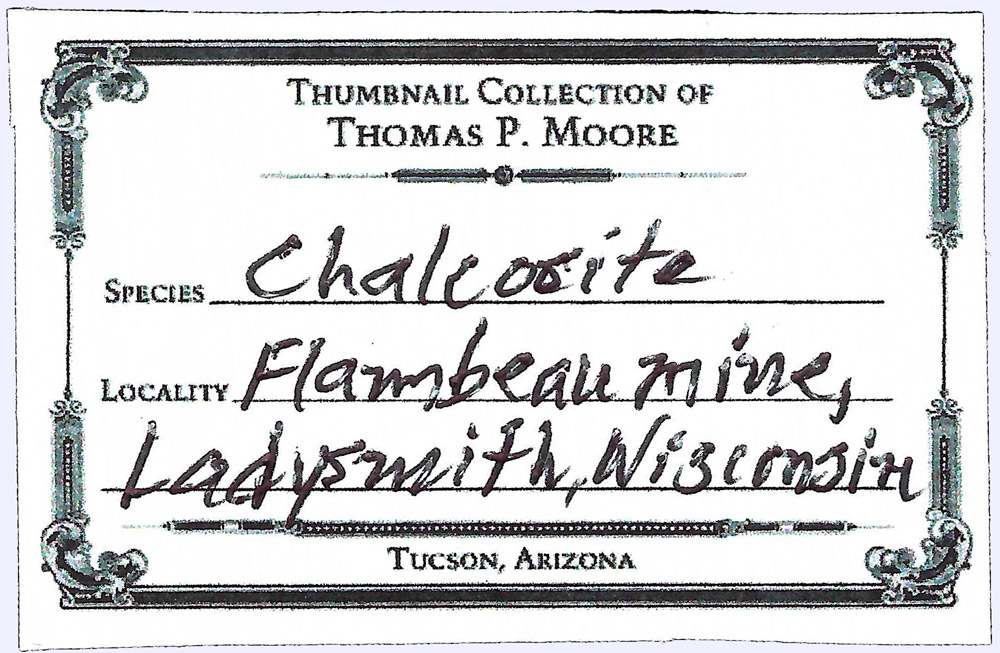 THUMBNAIL COLLECTION OF
THOMAS P. MOORE
SPECIES Chalcocite
LOCALITY Flambeau mine,
Ladysmith, Wisconsin
TUCSON, ARIZONA